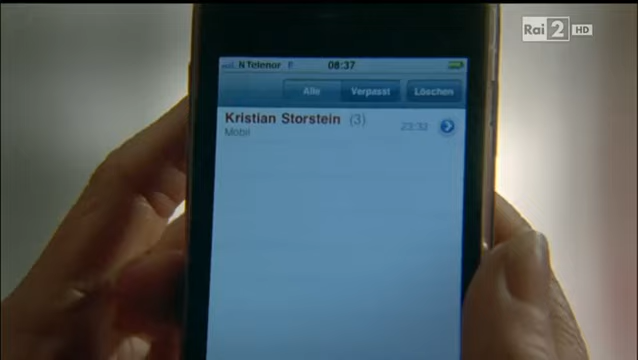 Rai 2 HD
N Telenor 08:37
Alle Verpasst Löschen
Kristian Storstein (3)
23:32
Mobil